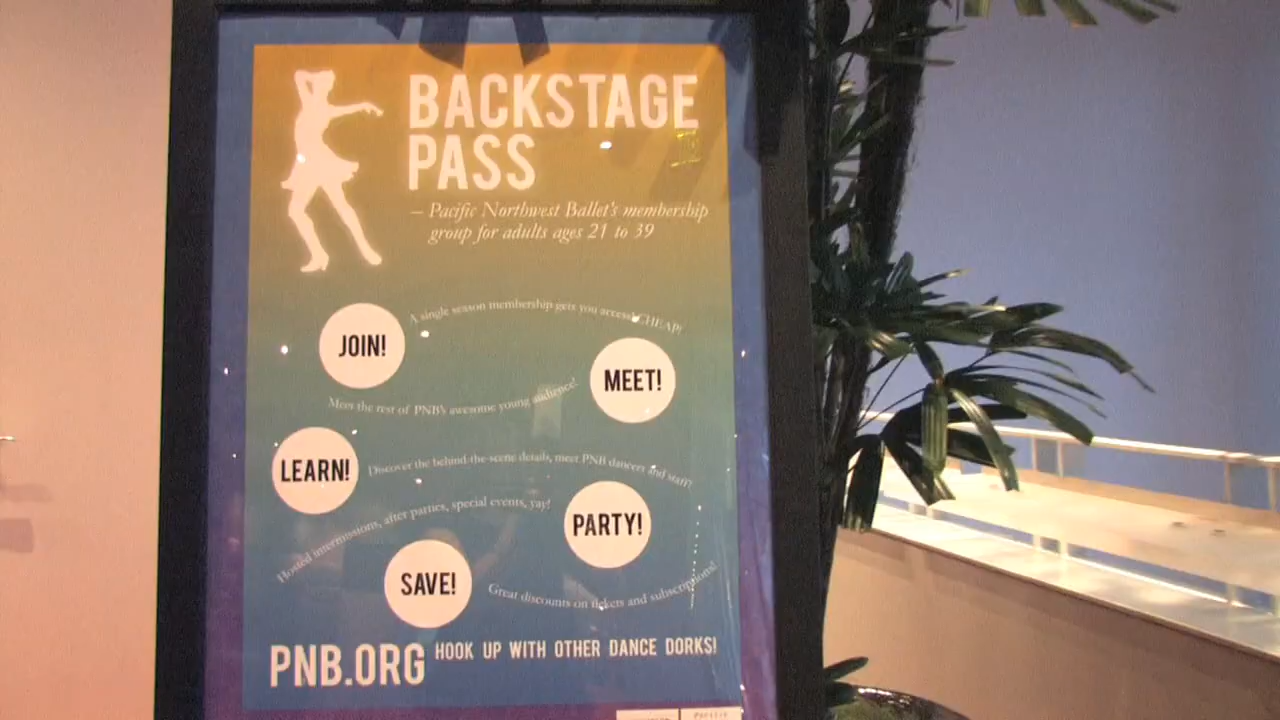 BACKSTAGE
PASS
– Pacific Northwest Ballet's membership
group for adults ages 21 to 39
JOIN!
A single season membership gets you access CHEAP!
MEET!
Meet the rest of PNB's awesome young audience!
LEARN!
Discover the behind-the-scene details, meet PNB dancers and staff?
PARTY!
Hosted intermissions, after parties, special events, yay!
SAVE!
Great discounts on tickets and subscriptions!
PNB.ORG HOOK UP WITH OTHER DANCE DORKS!